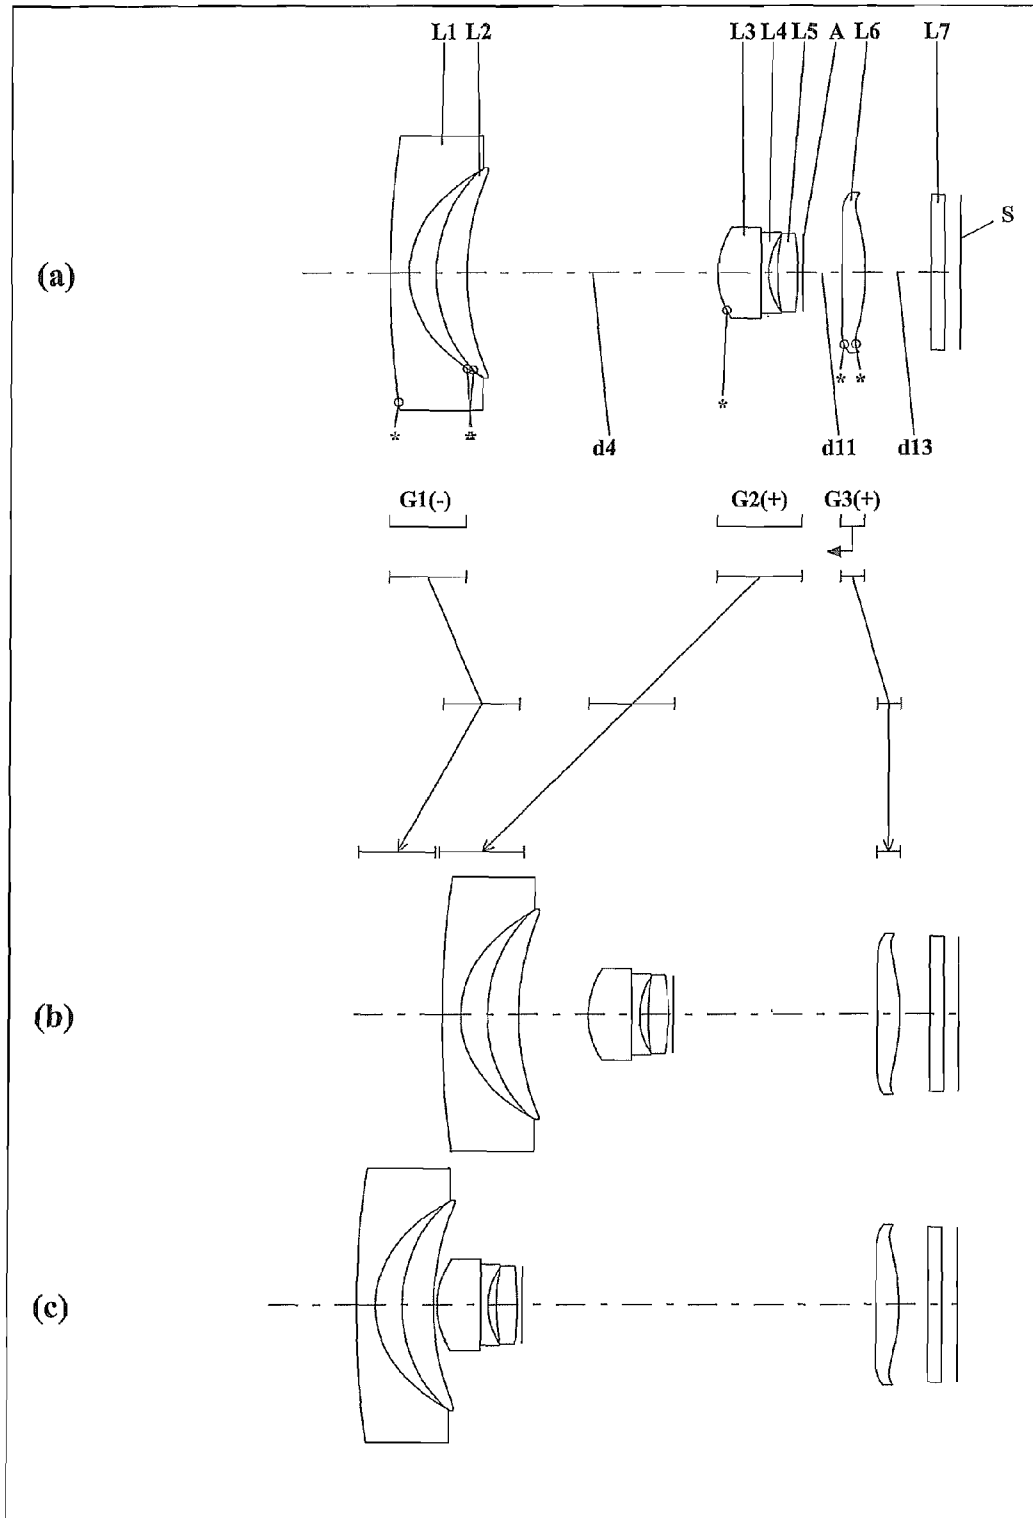 L1 L2 L3 L4 L5 A L6 L7
S
(a)
* * * * *
d4 d11 d13
G1(-) G2(+) G3(+)
(b)
(c)